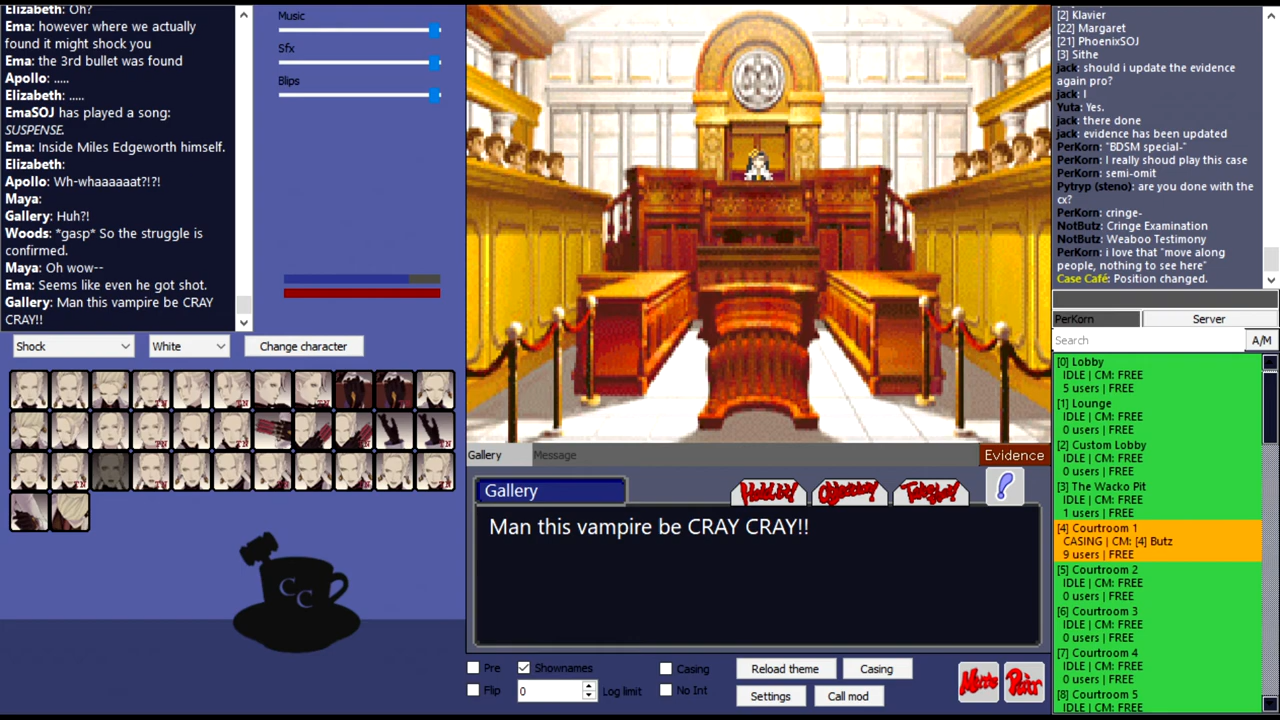 Elizabeth: Oh?
Ema: however where we actually
found it might shock you
Ema: the 3rd bullet was found
Apollo: .....
Elizabeth: .....
EmaSOJ has played a song:
SUSPENSE.
Ema: Inside Miles Edgeworth himself.
Elizabeth:
Apollo: Wh-whaaaaat?!?!
Maya:
Gallery: Huh?!
Woods: *gasp* So the struggle is
confirmed.
Maya: Oh wow--
Ema: Seems like even he got shot.
Gallery: Man this vampire be CRAY
CRAY!!
Music
Sfx
Blips
Shock
White
Change character
CC
[2] Klavier
[22] Margaret
[21] PhoenixSOJ
[3] Sithe
jack: should i update the evidence
again pro?
jack: I
Yuta: Yes.
jack: there done
jack: evidence has been updated
PerKorn: "BDSM special-"
PerKorn: I really shoud play this case
PerKorn: semi-omit
Pytryp (steno): are you done with the
cx?
PerKorn: cringe-
NotButz: Cringe Examination
NotButz: Weaboo Testimony
PerKorn: i love that "move along
people, nothing to see here"
Case Café: Position changed.
PerKorn
Server
Search
A/M
[0] Lobby
IDLE | CM: FREE
5 users | FREE
[1] Lounge
IDLE | CM: FREE
0 users | FREE
[2] Custom Lobby
IDLE | CM: FREE
0 users | FREE
[3] The Wacko Pit
IDLE | CM: FREE
1 users | FREE
[4] Courtroom 1
CASING | CM: [4] Butz
9 users | FREE
[5] Courtroom 2
IDLE | CM: FREE
0 users | FREE
[6] Courtroom 3
IDLE | CM: FREE
0 users | FREE
[7] Courtroom 4
IDLE | CM: FREE
0 users | FREE
[8] Courtroom 5
IDLE | CM: FREE
Gallery
Message
Evidence
Gallery
Hold it!
Objection!
Take that!
Man this vampire be CRAY CRAY!!
Pre
Shownames
Casing
Reload theme
Casing
Flip
0
Log limit
No Int
Settings
Call mod
Mute
Pair